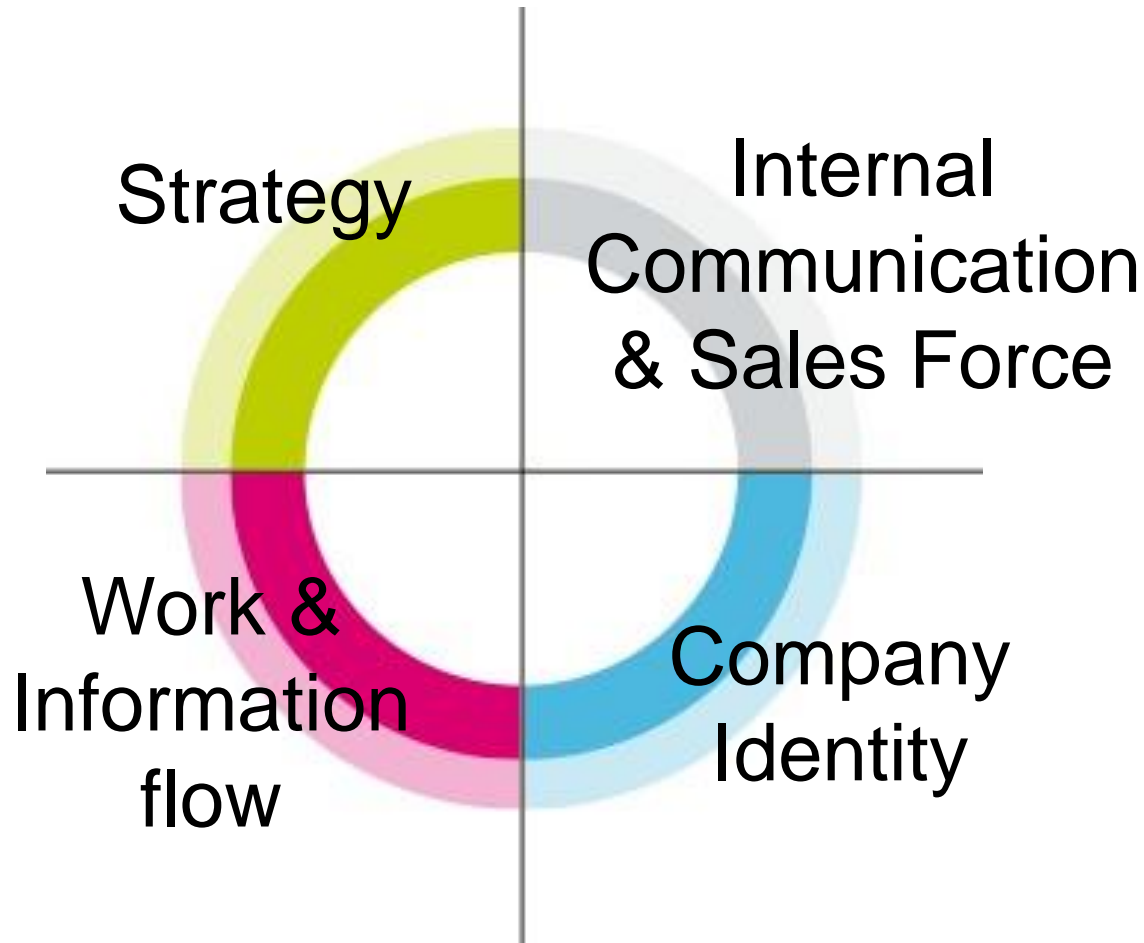 Strategy
Internal
Communication
& Sales Force
Work &
Information
flow
Company
Identity